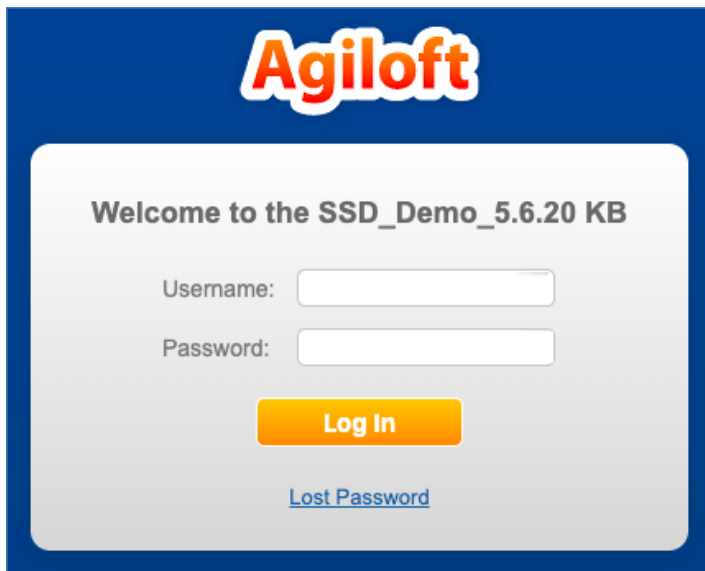 Agiloft
Welcome to the SSD_Demo_5.6.20 KB
Username:
Password:
Log In
Lost Password